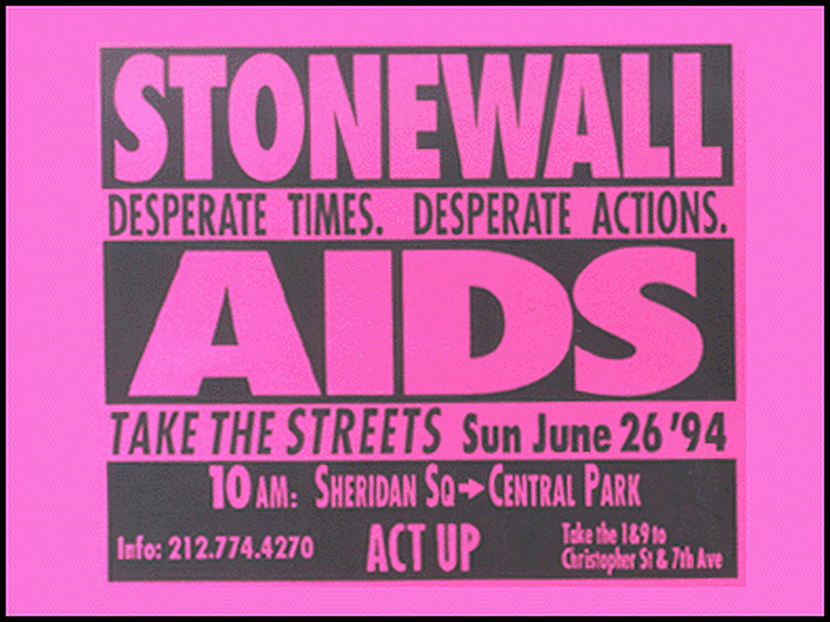 STONEWALL
DESPERATE TIMES. DESPERATE ACTIONS.
AIDS
TAKE THE STREETS Sun June 26 '94
10 AM: SHERIDAN SQ➔CENTRAL PARK
Info: 212.774.4270 ACT UP Take the 1&9 to
Christopher St & 7th Ave